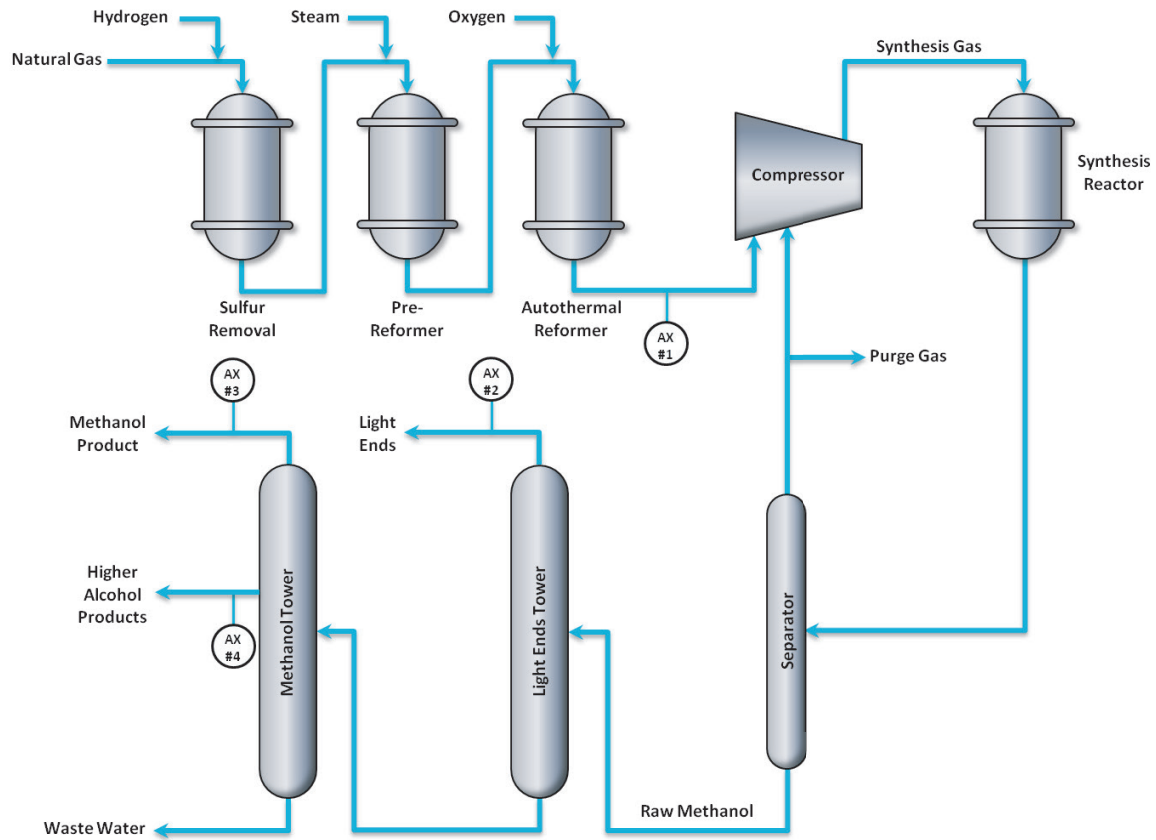 Hydrogen
Steam
Oxygen
Natural Gas
Synthesis Gas
Compressor
Synthesis
Reactor
Sulfur
Removal
Pre-
Reformer
Autothermal
Reformer
AX
#1
Purge Gas
AX
#3
AX
#2
Methanol
Product
Light
Ends
Higher
Alcohol
Products
AX
#4
Methanol Tower
Light Ends Tower
Separator
Raw Methanol
Waste Water